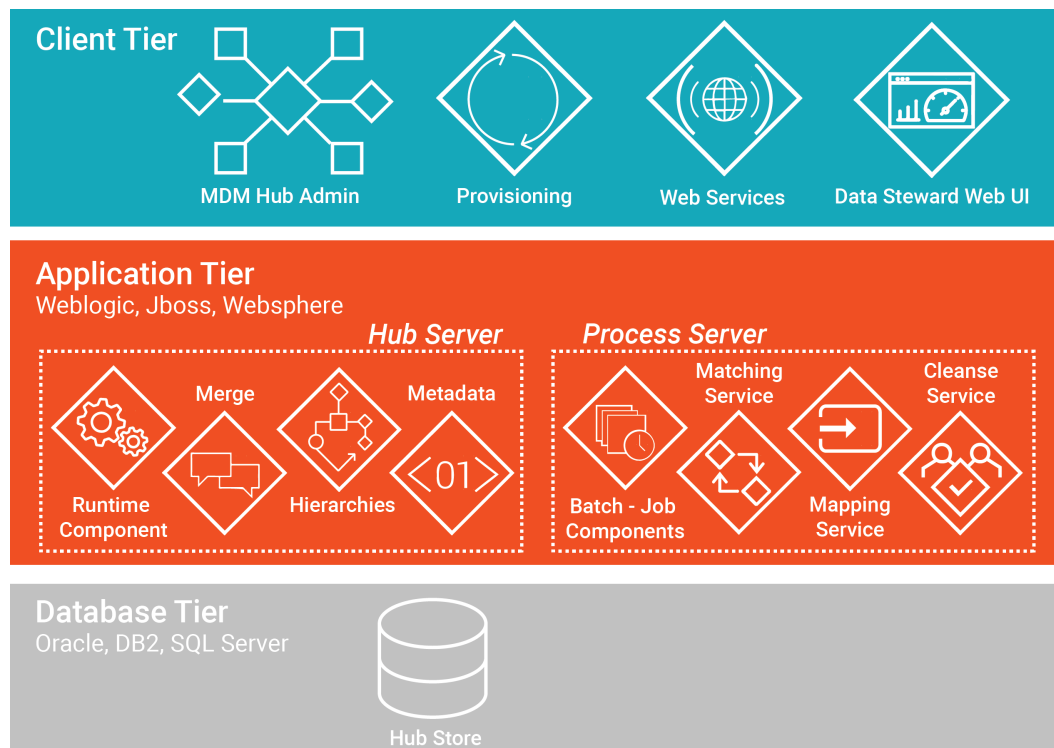 Client Tier
MDM Hub Admin
Provisioning
Web Services
Data Steward Web UI
Application Tier
Weblogic, Jboss, Websphere
Hub Server
Runtime
Component
Merge
Hierarchies
Metadata
<01>
Process Server
Batch - Job
Components
Matching
Service
Mapping
Service
Cleanse
Service
Database Tier
Oracle, DB2, SQL Server
Hub Store